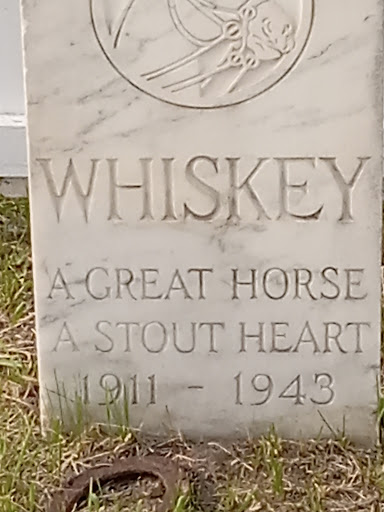 WHISKEY
A GREAT HORSE
A STOUT HEART
1911 - 1943